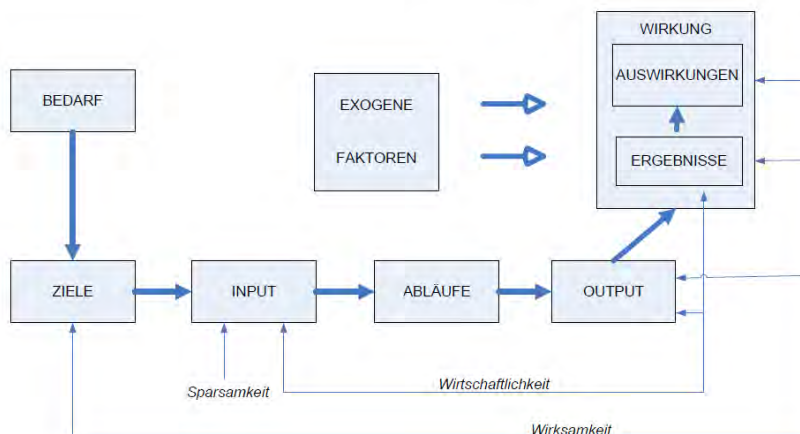 WIRKUNG
AUSWIRKUNGEN
BEDARF
EXOGENE
FAKTOREN
ERGEBNISSE
ZIELE
INPUT
ABLÄUFE
OUTPUT
Sparsamkeit
Wirtschaftlichkeit
Wirksamkeit